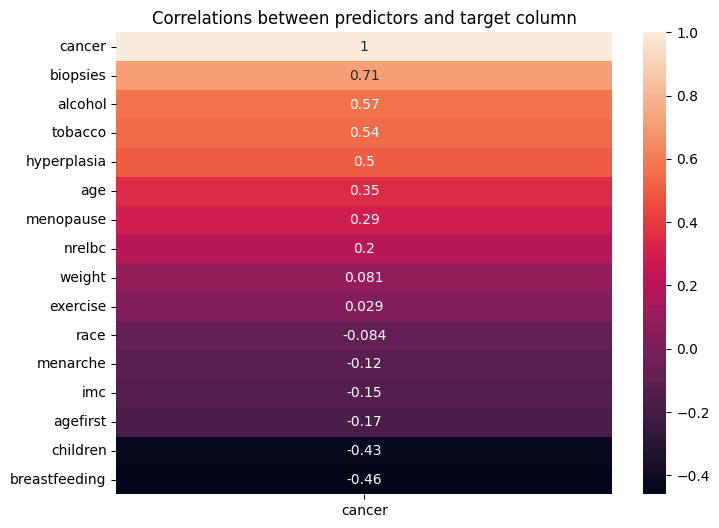 Correlations between predictors and target column
cancer 1
biopsies 0.71
alcohol 0.57
tobacco 0.54
hyperplasia 0.5
age 0.35
menopause 0.29
nrelbc 0.2
weight 0.081
exercise 0.029
race -0.084
menarche -0.12
imc -0.15
agefirst -0.17
children -0.43
breastfeeding -0.46
cancer
1.0
0.8
0.6
0.4
0.2
0.0
−0.2
−0.4